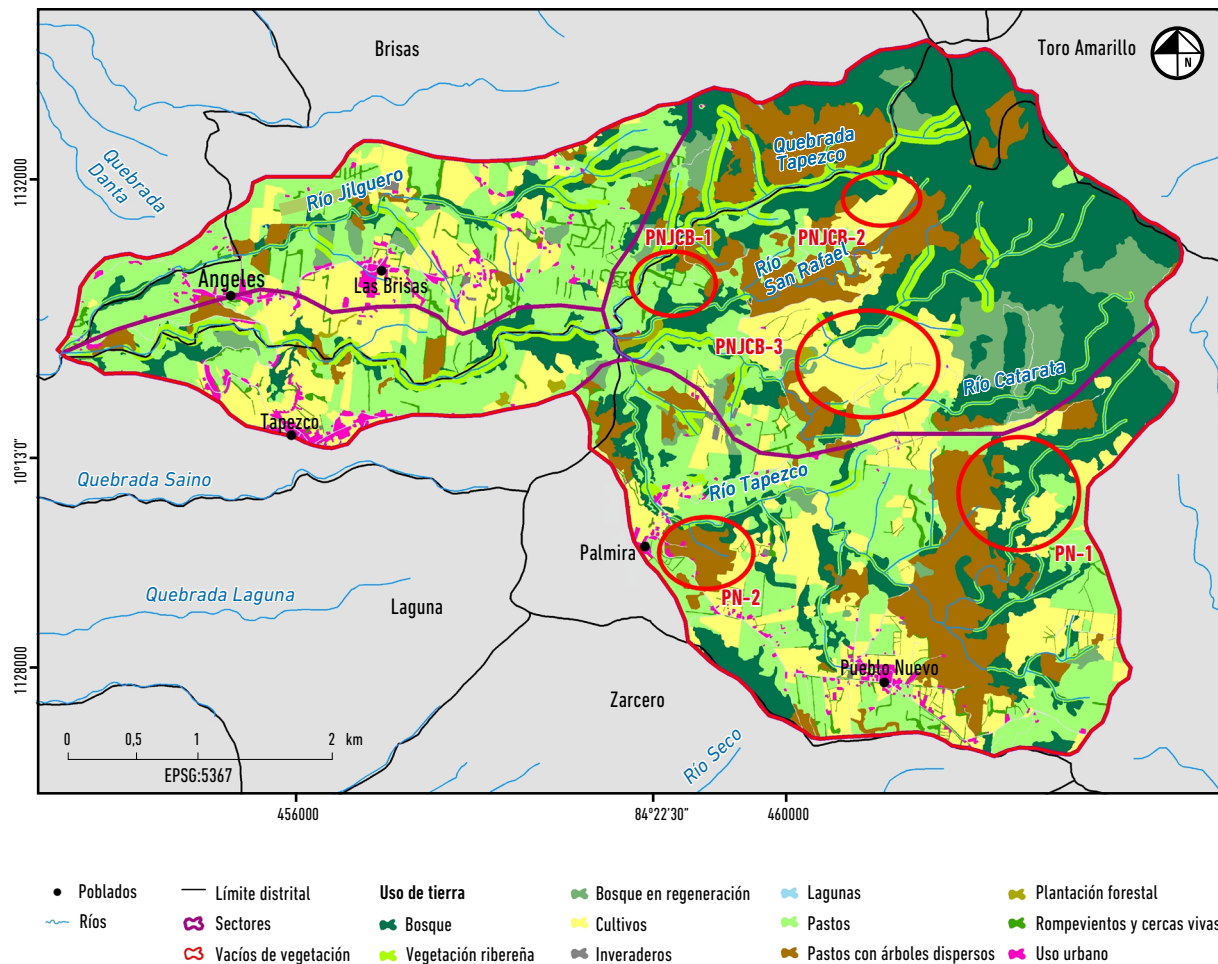 Brisas
Toro Amarillo
N
Quebrada
Danta
Quebrada
Tapezco
Río Jilguero
PNJCB-1
PNJCB-2
Río
San Rafael
Ángeles
Las Brisas
PNJCB-3
Río Catarata
Tapezco
Quebrada Saino
Río Tapezco
Palmira
PN-1
PN-2
Quebrada Laguna
Laguna
Pueblo Nuevo
Zarcero
Río Seco
1132000
10°13'0"
1128000
0 0,5 1 2 km
EPSG:5367
456000 84°22'30” 460000
Poblados
Ríos
Límite distrital
Sectores
Vacíos de vegetación
Uso de tierra
Bosque
Vegetación ribereña
Bosque en regeneración
Cultivos
Inveraderos
Lagunas
Pastos
Pastos con árboles dispersos
Plantación forestal
Rompevientos y cercas vivas
Uso urbano